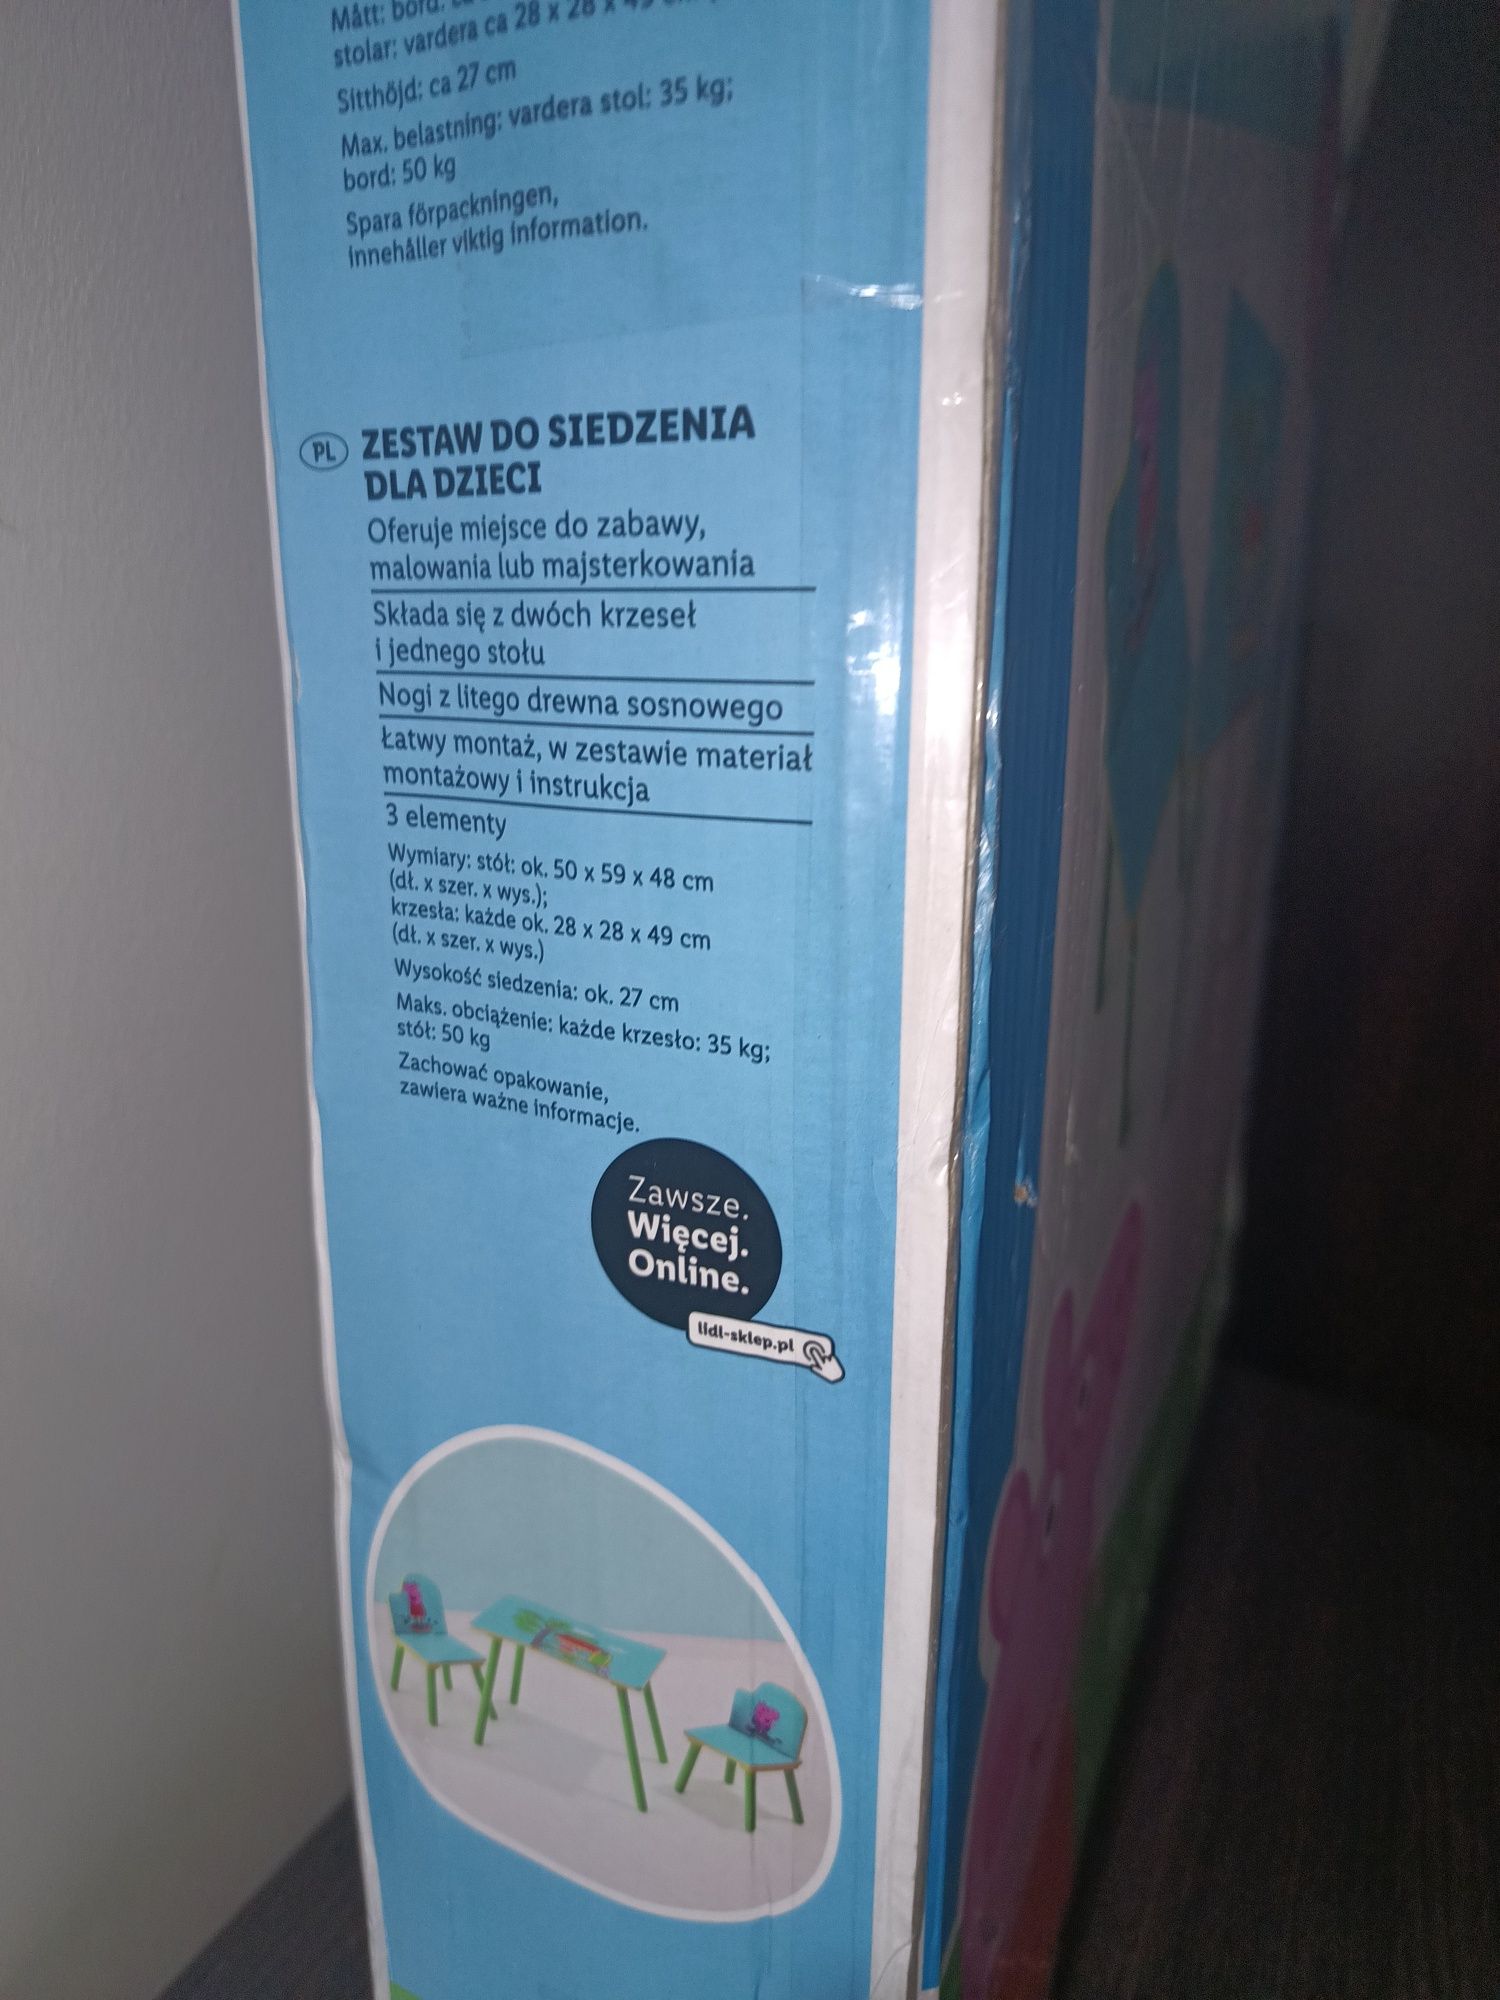 Mått: bord:
stolar: vardera ca 28 x 28 x 49
Sitthöjd: ca 27 cm
Max. belastning: vardera stol: 35 kg;
bord: 50 kg
Spara förpackningen,
innehåller viktig information.
PL ZESTAW DO SIEDZENIA
DLA DZIECI
Oferuje miejsce do zabawy,
malowania lub majsterkowania
Składa się z dwóch krzeseł
i jednego stołu
Nogi z litego drewna sosnowego
Łatwy montaż, w zestawie materiał
montażowy i instrukcja
3 elementy
Wymiary: stół: ok. 50 x 59 x 48 cm
(dł. x szer. x wys.);
krzesła: każde ok. 28 x 28 x 49 cm
(dł. x szer. x wys.)
Wysokość siedzenia: ok. 27 cm
Maks. obciążenie: każde krzesło: 35 kg;
stół: 50 kg
Zachować opakowanie,
zawiera ważne informacje.
Zawsze.
Więcej.
Online.
lidl-sklep.pl